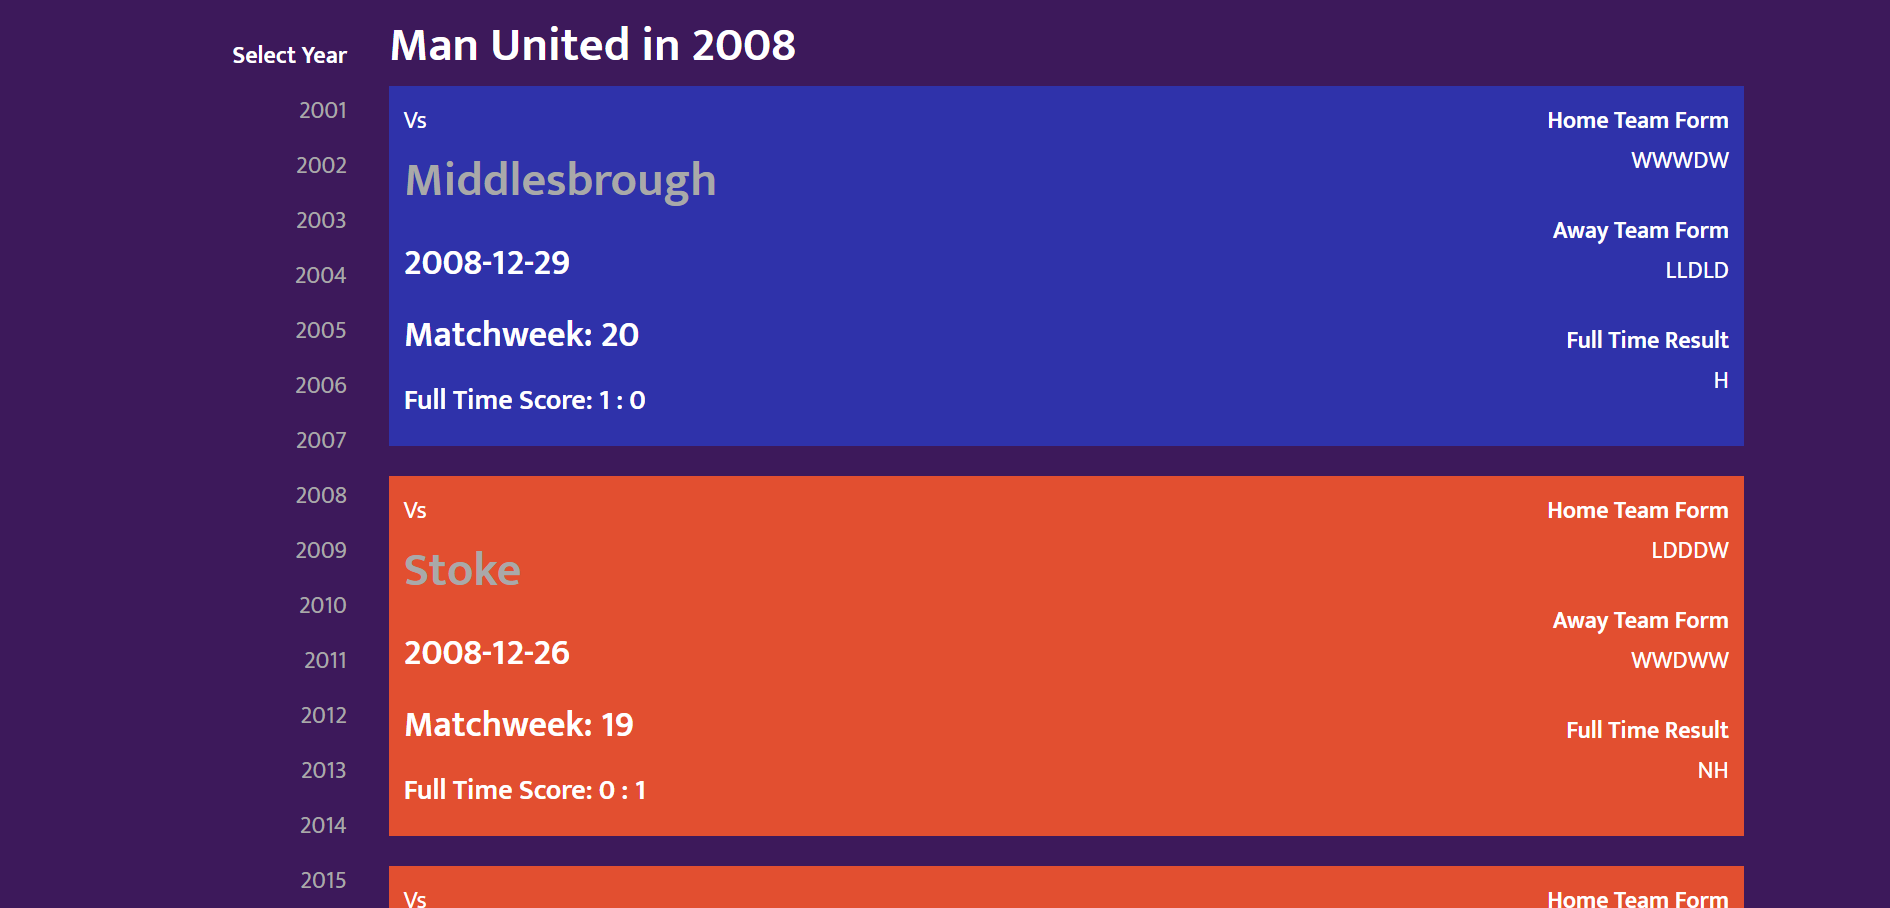 Select Year
2001
2002
2003
2004
2005
2006
2007
2008
2009
2010
2011
2012
2013
2014
2015
Man United in 2008
Vs
Middlesbrough
2008-12-29
Matchweek: 20
Full Time Score: 1 : 0
Home Team Form
WWWDW
Away Team Form
LLDLD
Full Time Result
H
Vs
Stoke
2008-12-26
Matchweek: 19
Full Time Score: 0 : 1
Home Team Form
LDDDW
Away Team Form
WWDWW
Full Time Result
NH
Vs
Home Team Form